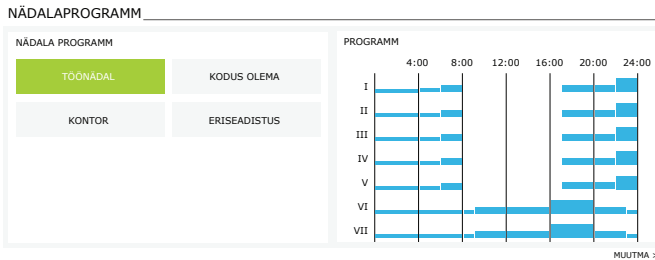 NÄDALAPROGRAMM
NÄDALA PROGRAMM
TÖÖNÄDAL
KODUS OLEMA
KONTOR
ERISEADISTUS
PROGRAMM
4:00 8:00 12:00 16:00 20:00 24:00
I
II
III
IV
V
VI
VII
MUUTMA >